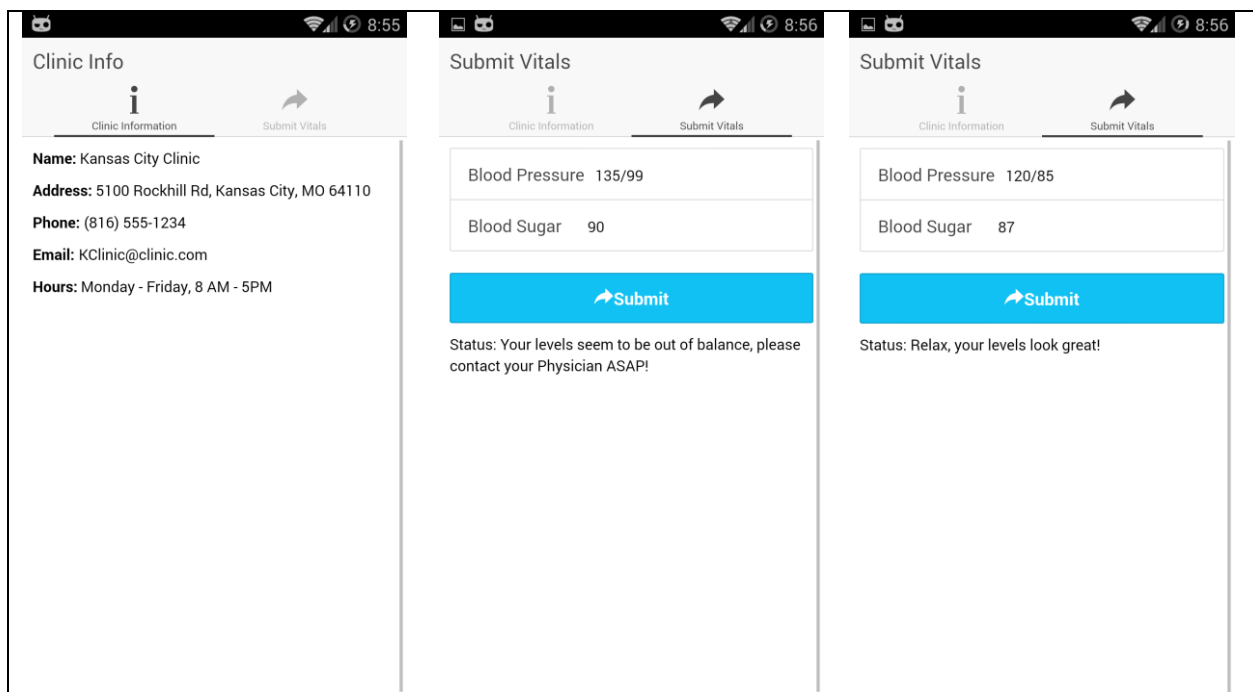 8:55
Clinic Info
Clinic Information
Submit Vitals
Name: Kansas City Clinic
Address: 5100 Rockhill Rd, Kansas City, MO 64110
Phone: (816) 555-1234
Email: KClinic@clinic.com
Hours: Monday - Friday, 8 AM - 5PM
8:56
Submit Vitals
Clinic Information
Submit Vitals
Blood Pressure 135/99
Blood Sugar 90
Submit
Status: Your levels seem to be out of balance, please
contact your Physician ASAP!
8:56
Submit Vitals
Clinic Information
Submit Vitals
Blood Pressure 120/85
Blood Sugar 87
Submit
Status: Relax, your levels look great!